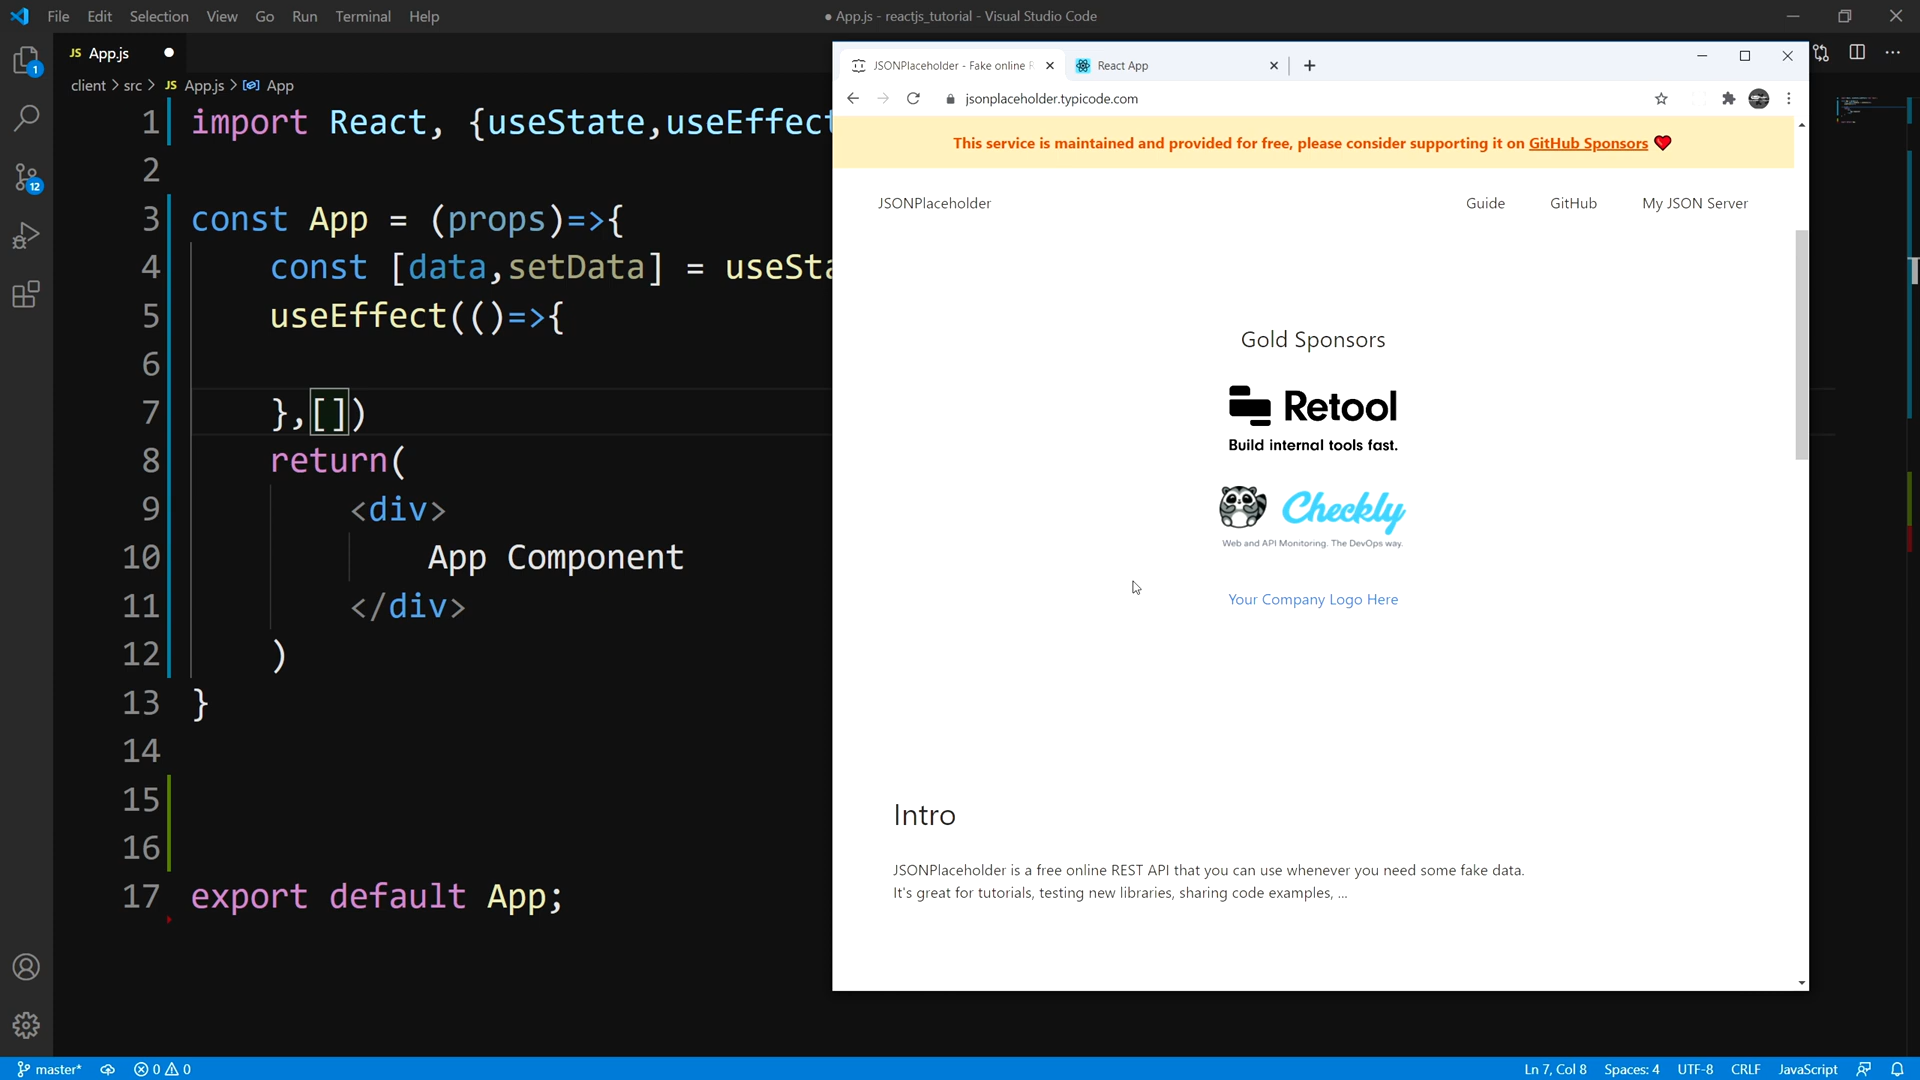 File Edit Selection View Go Run Terminal Help
● App.js - reactjs_tutorial - Visual Studio Code
JS App.js
client > src > JS App.js > App
1 import React, {useState,useEffect
2
3 const App = (props)=>{
4 const [data,setData] = useSta
5 useEffect(()=>{
6
7 },[])
8 return(
9 <div>
10 App Component
11 </div>
12 )
13 }
14
15
16
17 export default App;
1
12
JSONPlaceholder - Fake online
React App
jsonplaceholder.typicode.com
This service is maintained and provided for free, please consider supporting it on GitHub Sponsors
JSONPlaceholder
Guide GitHub My JSON Server
Gold Sponsors
Retool
Build internal tools fast.
Checkly
Web and API Monitoring. The DevOps way.
Your Company Logo Here
Intro
JSONPlaceholder is a free online REST API that you can use whenever you need some fake data.
It's great for tutorials, testing new libraries, sharing code examples, ...
master* 0 0
Ln 7, Col 8 Spaces: 4 UTF-8 CRLF JavaScript